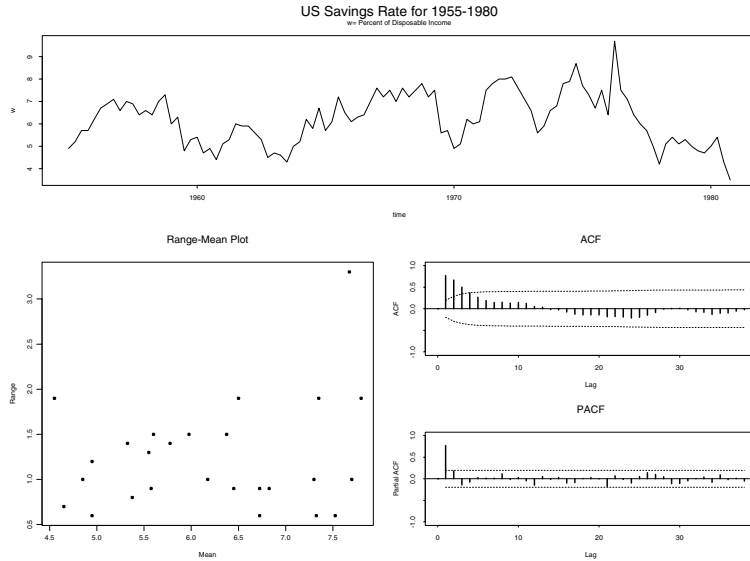 US Savings Rate for 1955-1980
w= Percent of Disposable Income
w
4
5
6
7
8
9
1960
1970
1980
time
Range-Mean Plot
Range
0.5
1.0
1.5
2.0
2.5
3.0
4.5
5.0
5.5
6.0
6.5
7.0
7.5
Mean
ACF
ACF
-1.0
0.0
0.5
1.0
0
10
20
30
Lag
PACF
Partial ACF
-1.0
0.0
0.5
1.0
0
10
20
30
Lag